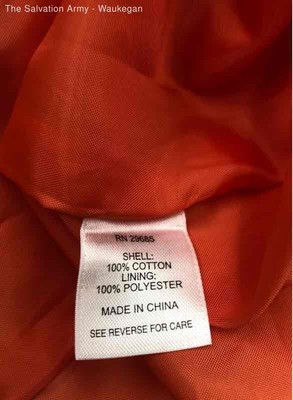 The Salvation Army - Waukegan
RN 29685
SHELL:
100% COTTON
LINING:
100% POLYESTER
MADE IN CHINA
SEE REVERSE FOR CARE